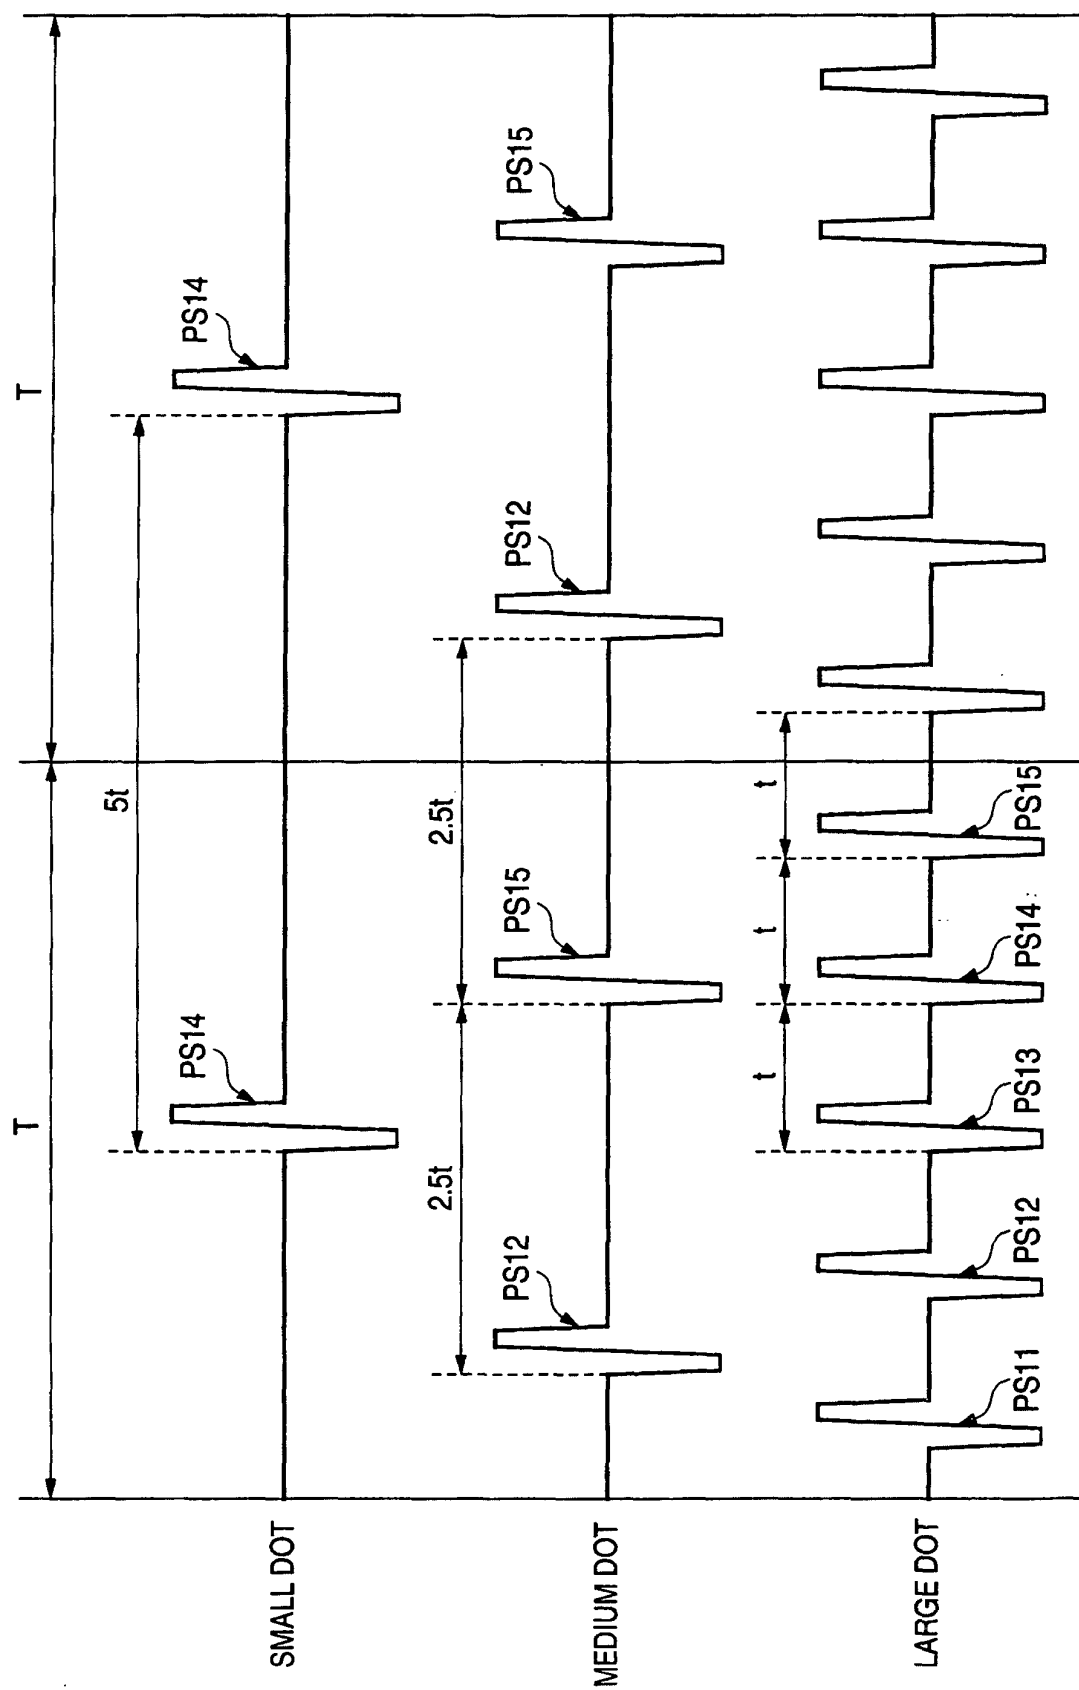 T
T
SMALL DOT
5t
PS14
PS14
MEDIUM DOT
2.5t
2.5t
PS12
PS15
PS12
PS15
LARGE DOT
t
t
t
PS11
PS12
PS13
PS14
PS15